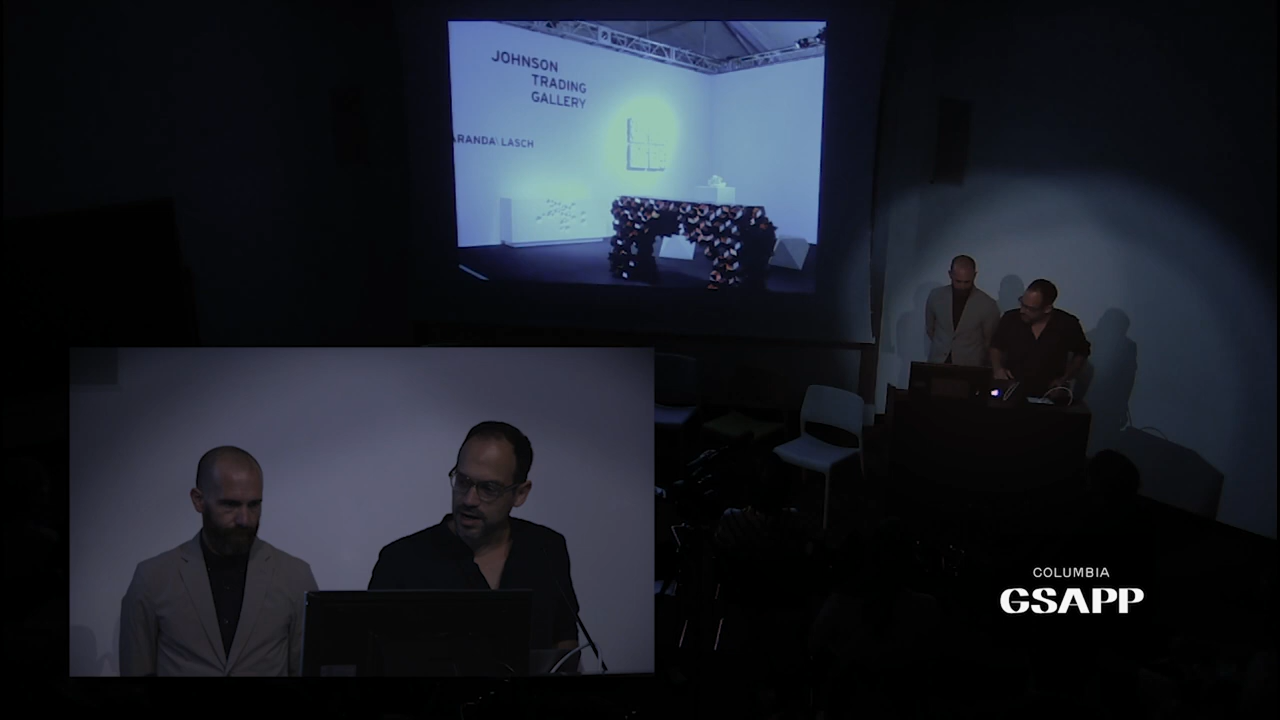 JOHNSON
TRADING
GALLERY
ARANDA\LASCH
COLUMBIA
GSAPP